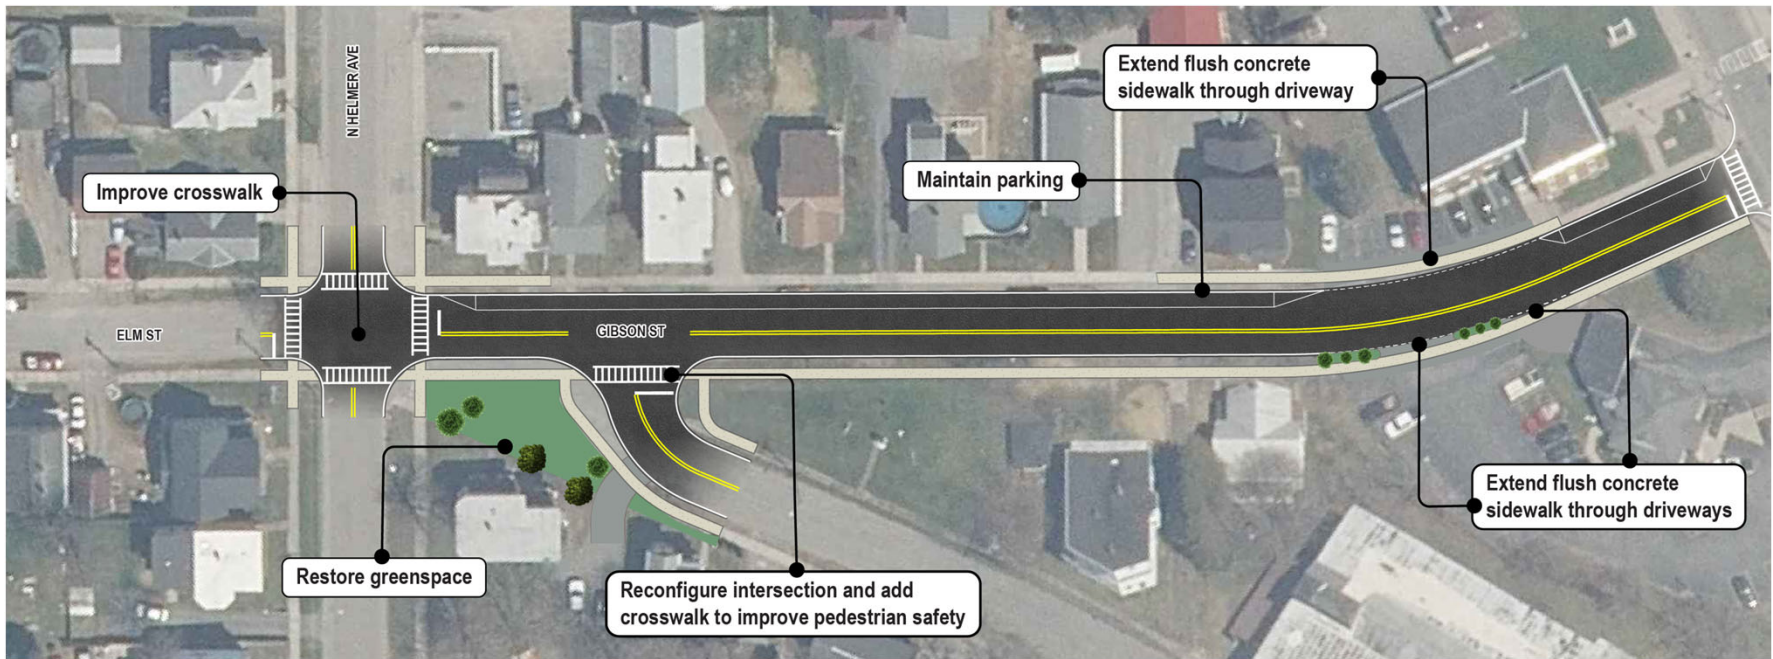 N HELMER AVE
Extend flush concrete
sidewalk through driveway
Improve crosswalk
Maintain parking
ELM ST
GIBSON ST
Extend flush concrete
sidewalk through driveways
Restore greenspace
Reconfigure intersection and add
crosswalk to improve pedestrian safety